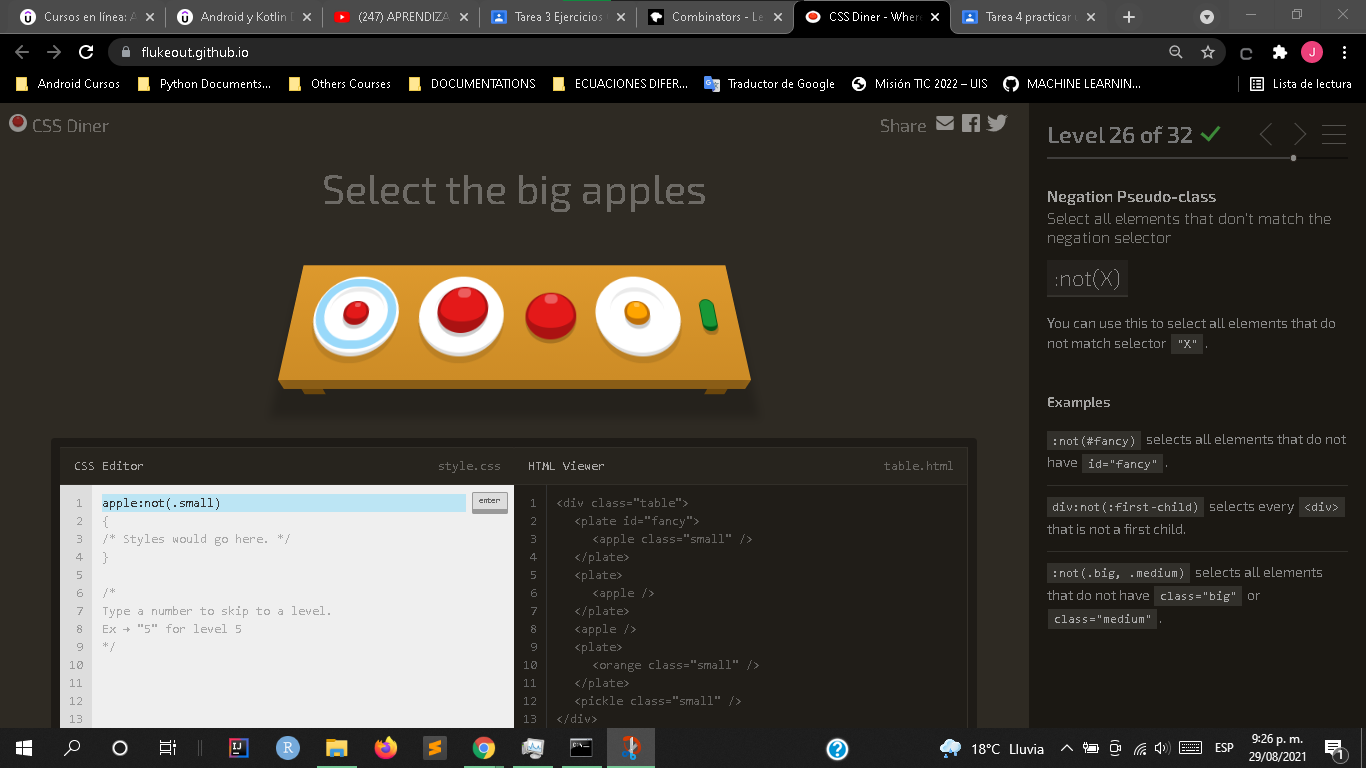 Cursos en línea: A
Android y Kotlin D
(247) APRENDIZA
Tarea 3 Ejercicios
Combinators - Le
CSS Diner - Where
Tarea 4 practicar
flukeout.github.io
J
Android Cursos
Python Documents...
Others Courses
DOCUMENTATIONS
ECUACIONES DIFER...
Traductor de Google
Misión TIC 2022 – UIS
MACHINE LEARNIN...
Lista de lectura
CSS Diner
Share
Select the big apples
CSS Editor
style.css
1 apple:not(.small)
enter
2 {
3 /* Styles would go here. */
4 }
5
6 /*
7 Type a number to skip to a level.
8 Ex → "5" for level 5
9 */
10
11
12
13
HTML Viewer
table.html
1 <div class="table">
2 <plate id="fancy">
3 <apple class="small" />
4 </plate>
5 <plate>
6 <apple />
7 </plate>
8 <apple />
9 <plate>
10 <orange class="small" />
11 </plate>
12 <pickle class="small" />
13 </div>
Level 26 of 32
Negation Pseudo-class
Select all elements that don't match the
negation selector
:not(X)
You can use this to select all elements that do
not match selector "X" .
Examples
:not(#fancy) selects all elements that do not
have id="fancy" .
div:not(:first-child) selects every <div>
that is not a first child.
:not(.big, .medium) selects all elements
that do not have class="big" or
class="medium" .
IJ
R
S
?
18°C Lluvia
ESP
9:26 p. m.
29/08/2021
1